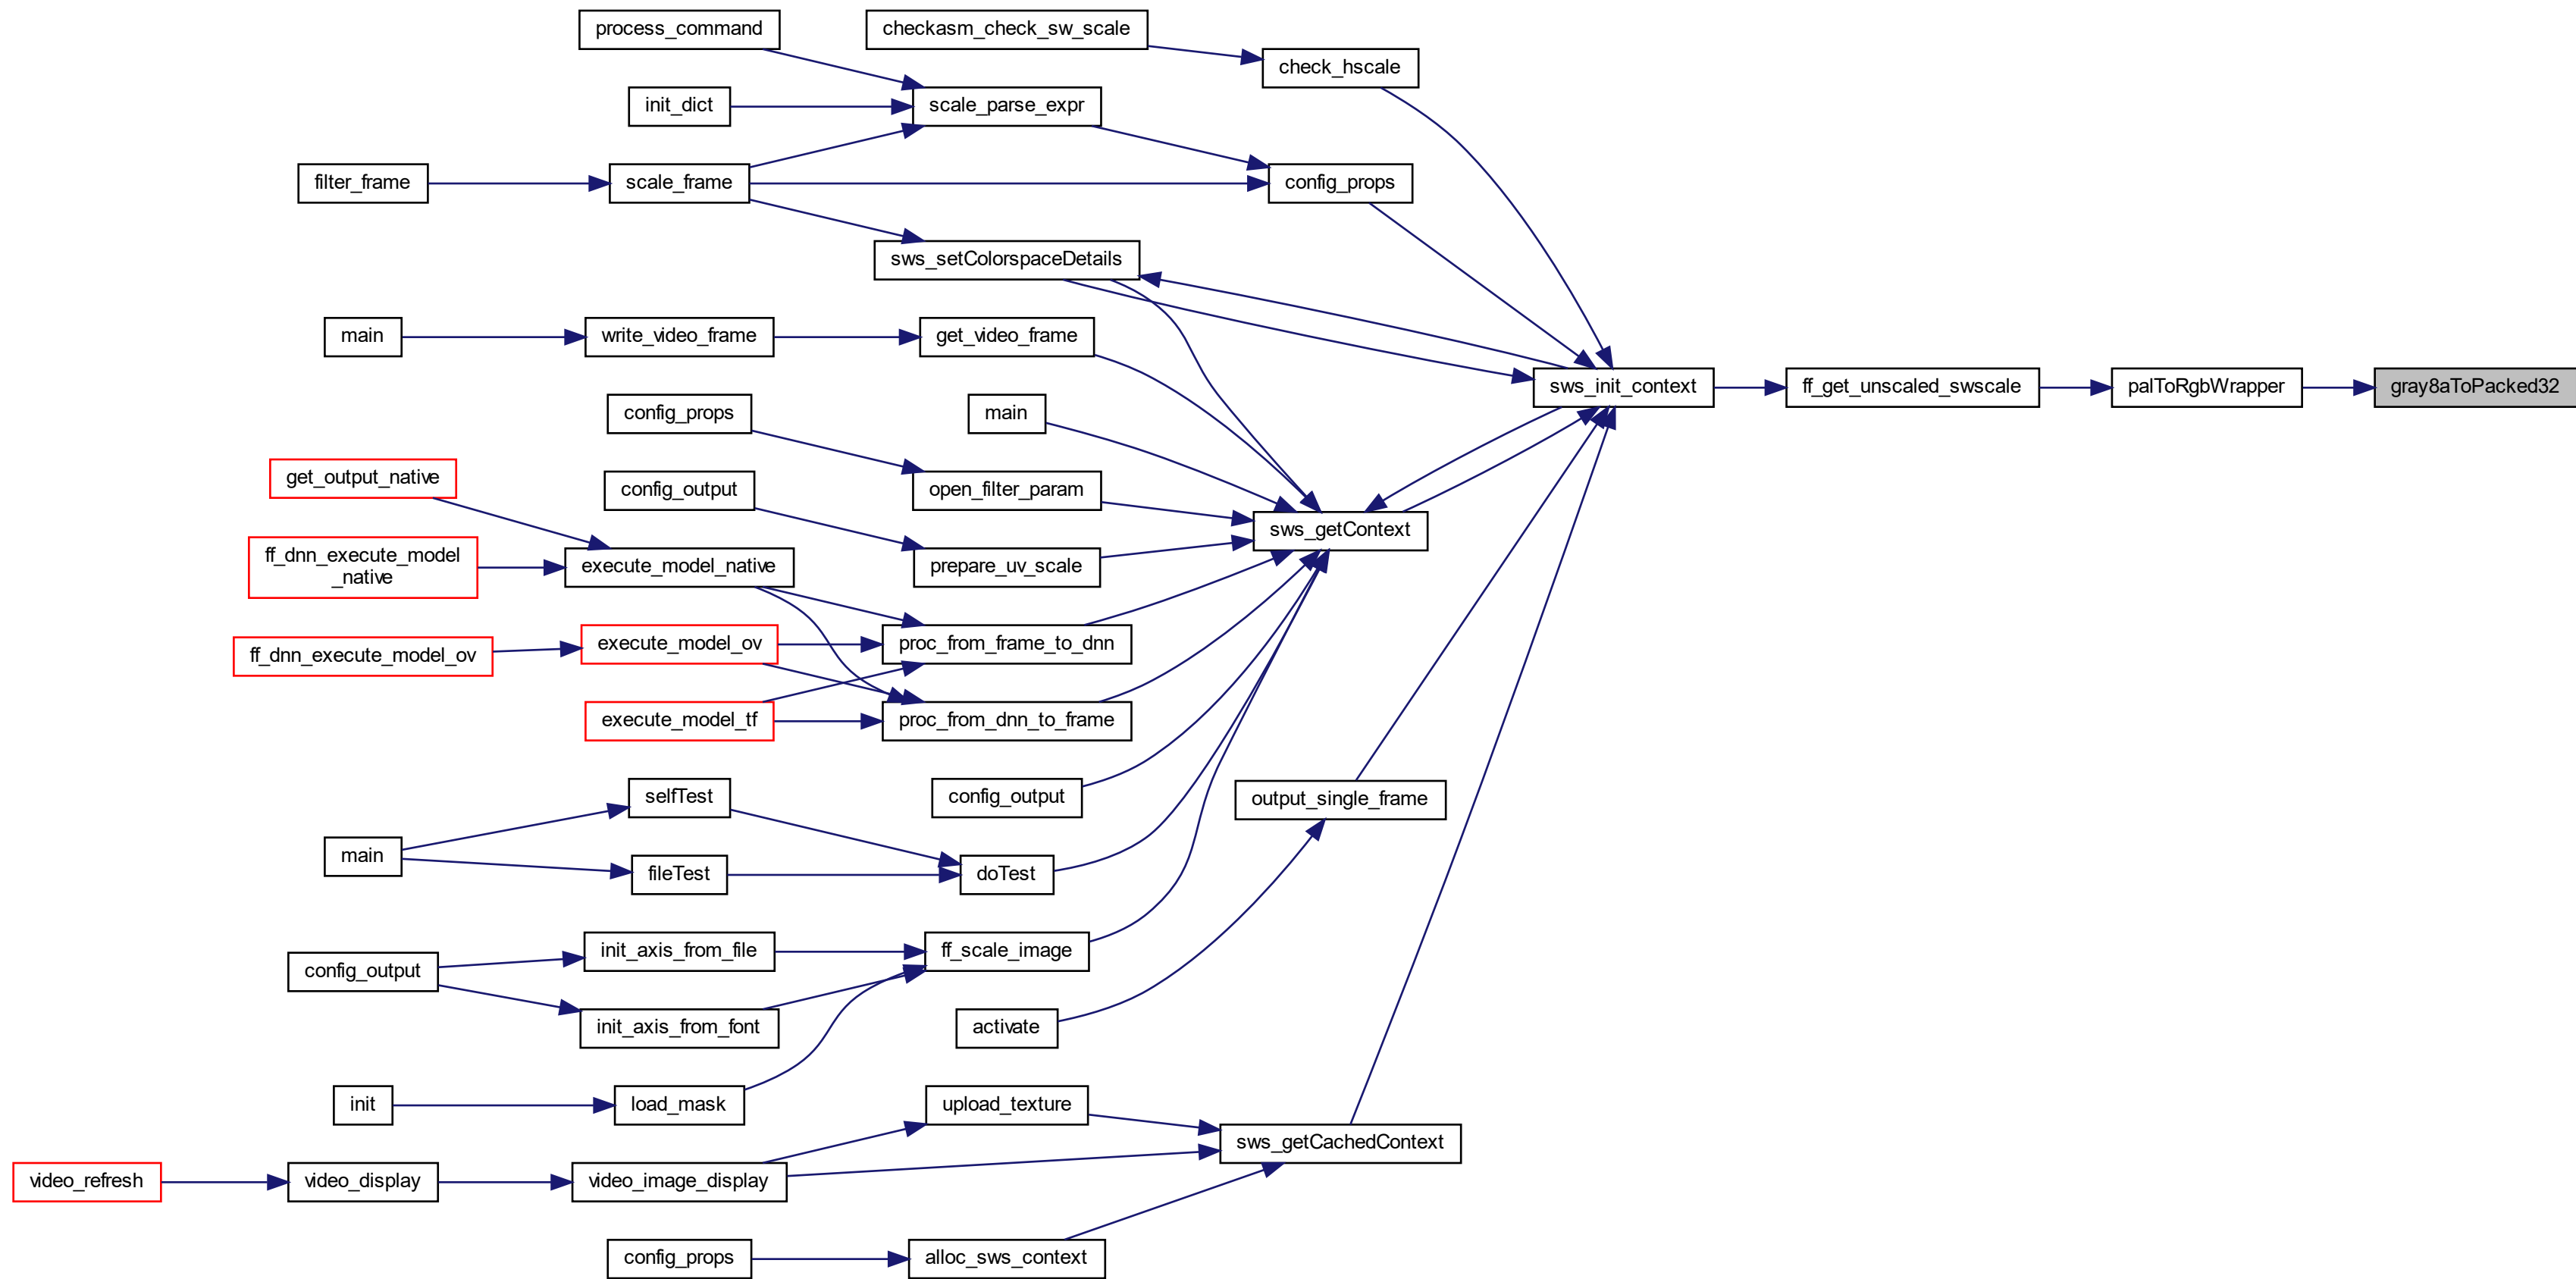 process_command
checkasm_check_sw_scale
check_hscale
init_dict
scale_parse_expr
filter_frame
scale_frame
config_props
sws_setColorspaceDetails
main
write_video_frame
get_video_frame
sws_init_context
ff_get_unscaled_swscale
palToRgbWrapper
gray8aToPacked32
config_props
main
get_output_native
config_output
open_filter_param
sws_getContext
ff_dnn_execute_model
_native
execute_model_native
prepare_uv_scale
ff_dnn_execute_model_ov
execute_model_ov
proc_from_frame_to_dnn
execute_model_tf
proc_from_dnn_to_frame
selfTest
config_output
output_single_frame
main
fileTest
doTest
config_output
init_axis_from_file
ff_scale_image
init_axis_from_font
activate
init
load_mask
upload_texture
sws_getCachedContext
video_refresh
video_display
video_image_display
config_props
alloc_sws_context